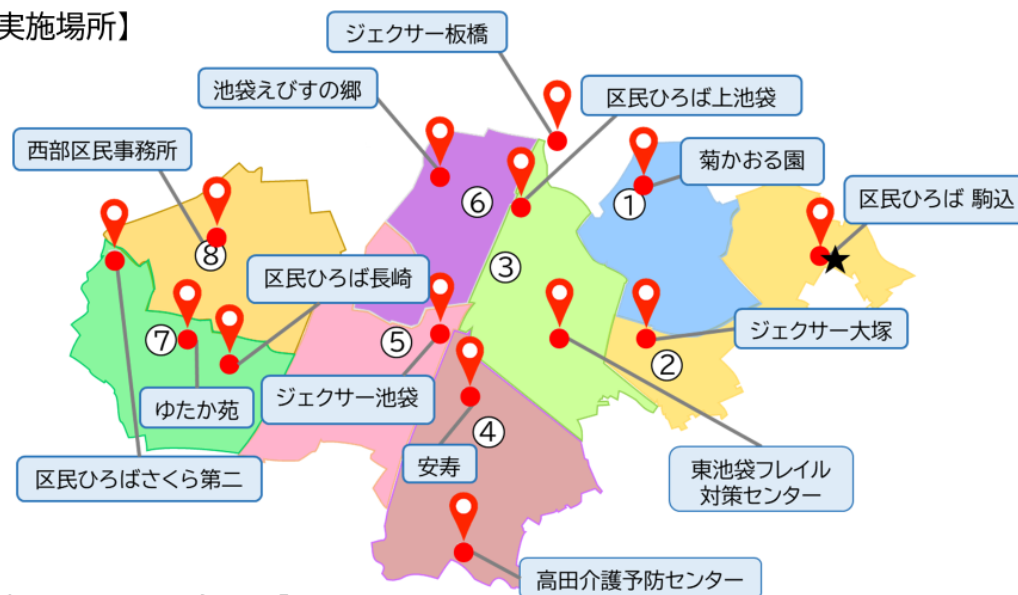 実施場所】
ジェクサー板橋
池袋えびすの郷
区民ひろば上池袋
西部区民事務所
菊かおる園
区民ひろば 駒込
①
⑥
⑧
③
区民ひろば長崎
⑦
⑤
ジェクサー大塚
②
ジェクサー池袋
ゆたか苑
④
安寿
区民ひろばさくら第二
東池袋フレイル
対策センター
高田介護予防センター